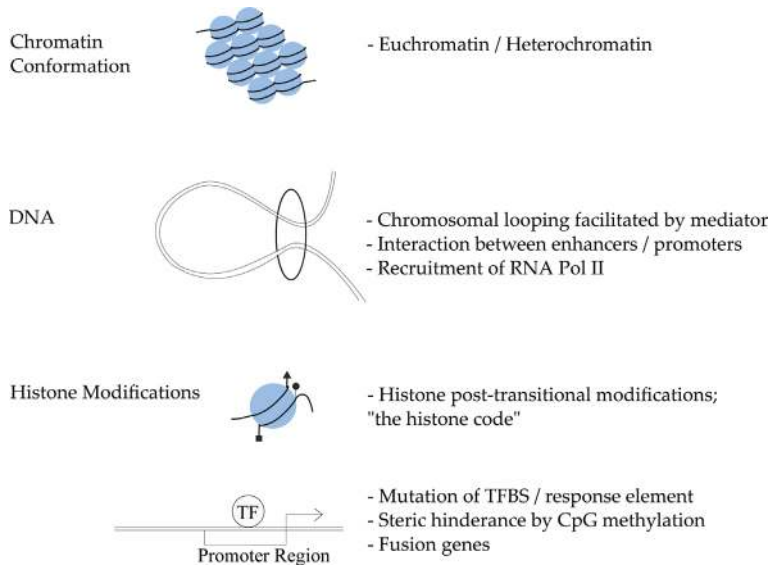 Chromatin
Conformation
- Euchromatin / Heterochromatin
DNA
- Chromosomal looping facilitated by mediator
- Interaction between enhancers / promoters
- Recruitment of RNA Pol II
Histone Modifications
- Histone post-transitional modifications;
"the histone code"
TF
Promoter Region
- Mutation of TFBS / response element
- Steric hinderance by CpG methylation
- Fusion genes